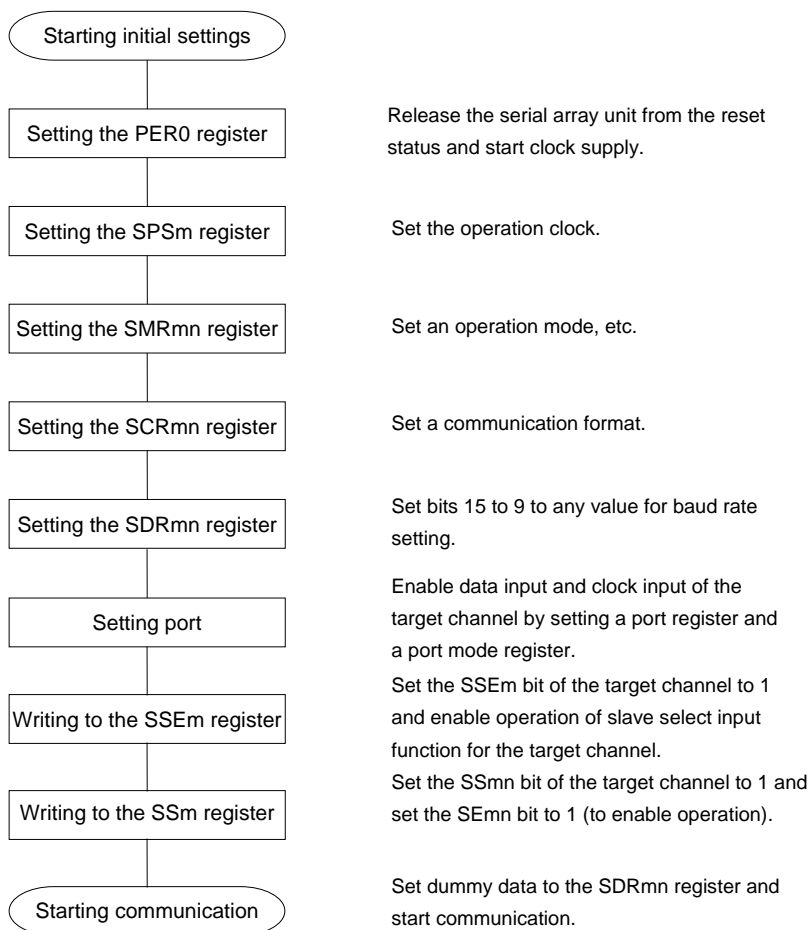 Starting initial settings
Setting the PER0 register
Release the serial array unit from the reset
status and start clock supply.
Setting the SPSm register
Set the operation clock.
Setting the SMRmn register
Set an operation mode, etc.
Setting the SCRmn register
Set a communication format.
Setting the SDRmn register
Set bits 15 to 9 to any value for baud rate
setting.
Setting port
Enable data input and clock input of the
target channel by setting a port register and
a port mode register.
Writing to the SSEm register
Set the SSEm bit of the target channel to 1
and enable operation of slave select input
function for the target channel.
Writing to the SSm register
Set the SSmn bit of the target channel to 1 and
set the SEmn bit to 1 (to enable operation).
Starting communication
Set dummy data to the SDRmn register and
start communication.